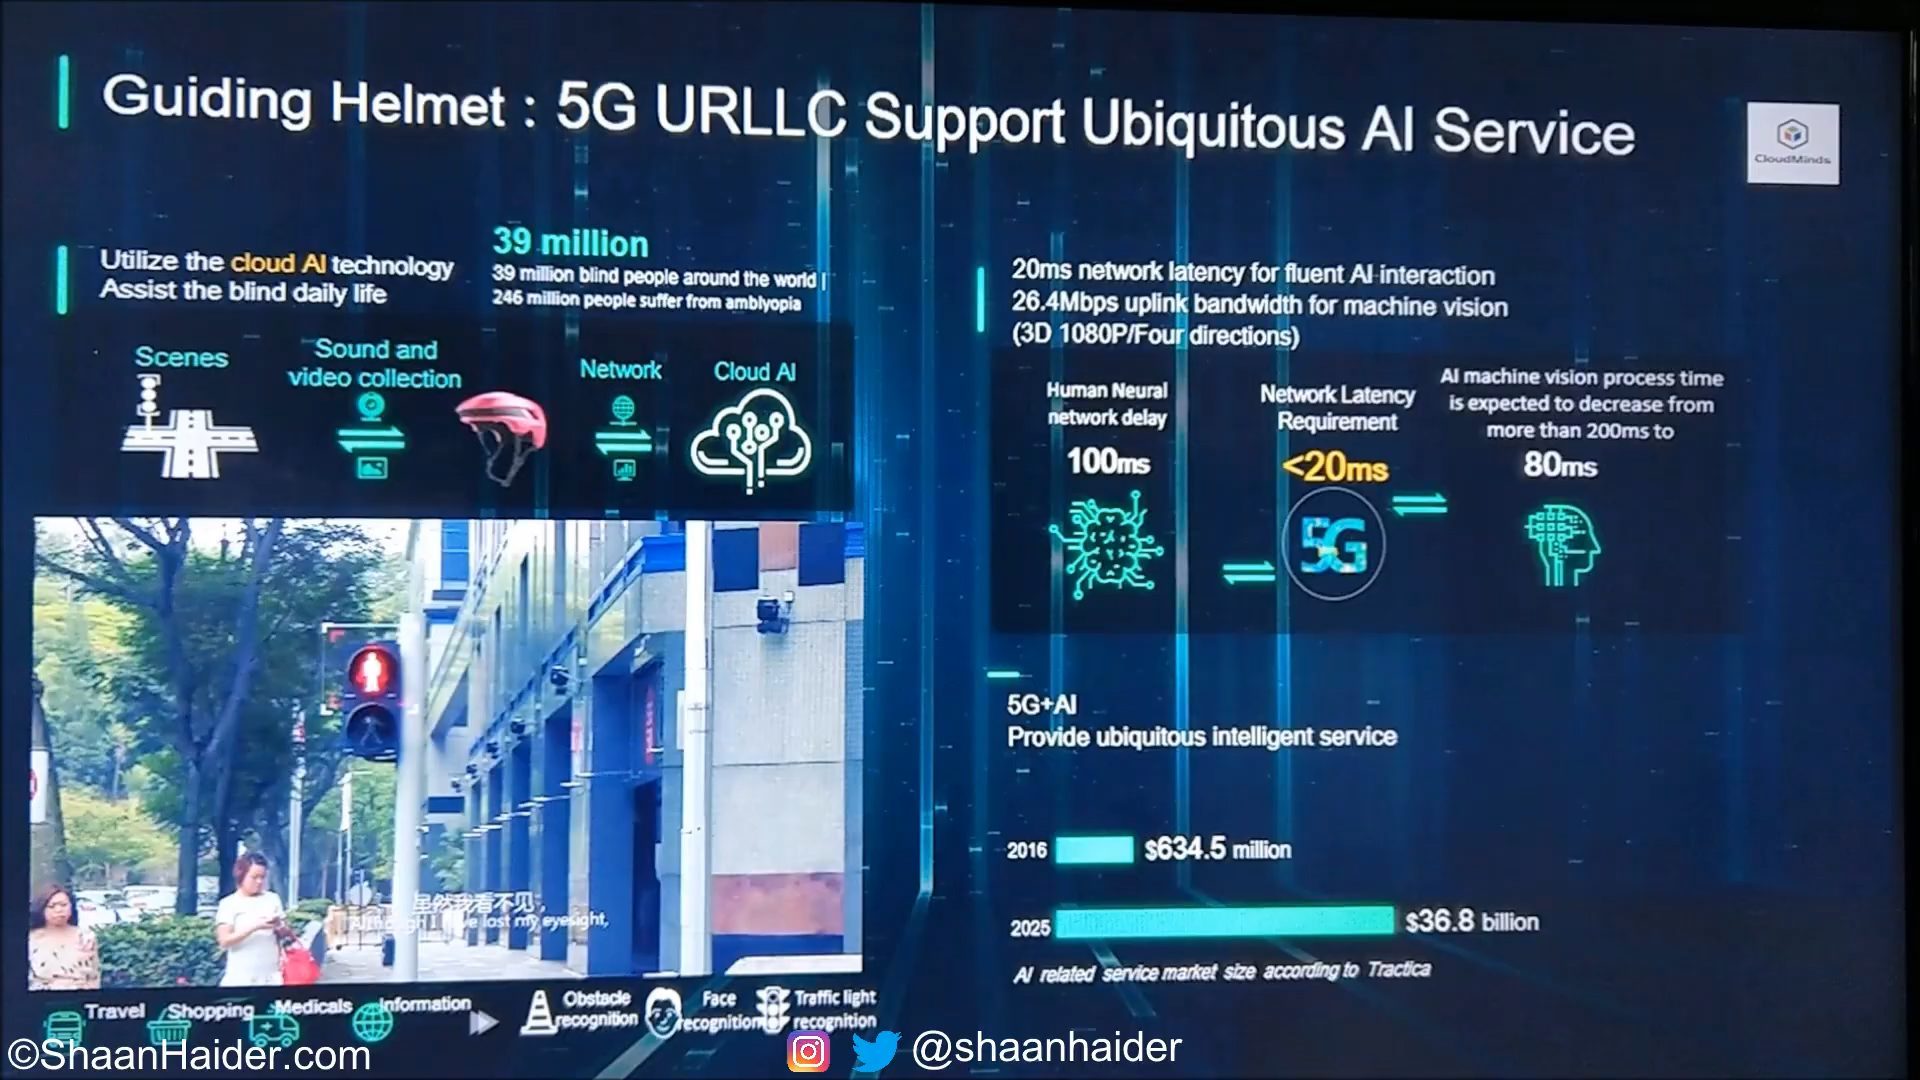 Guiding Helmet : 5G URLLC Support Ubiquitous AI Service
CloudMinds
Utilize the cloud AI technology
Assist the blind daily life
39 million
39 million blind people around the world |
246 million people suffer from amblyopia
Scenes
Sound and
video collection
Network
Cloud AI
20ms network latency for fluent AI interaction
26.4Mbps uplink bandwidth for machine vision
(3D 1080P/Four directions)
Human Neural
network delay
100ms
Network Latency
Requirement
<20ms
5G
AI machine vision process time
is expected to decrease from
more than 200ms to
80ms
5G+AI
Provide ubiquitous intelligent service
2016 $634.5 million
2025 $36.8 billion
AI related service market size according to Tractica
虽然我看不见，
Although I have lost my eyesight,
Travel
Shopping
Medicals
Information
Obstacle
recognition
Face
recognition
Traffic light
recognition
©ShaanHaider.com
@shaanhaider